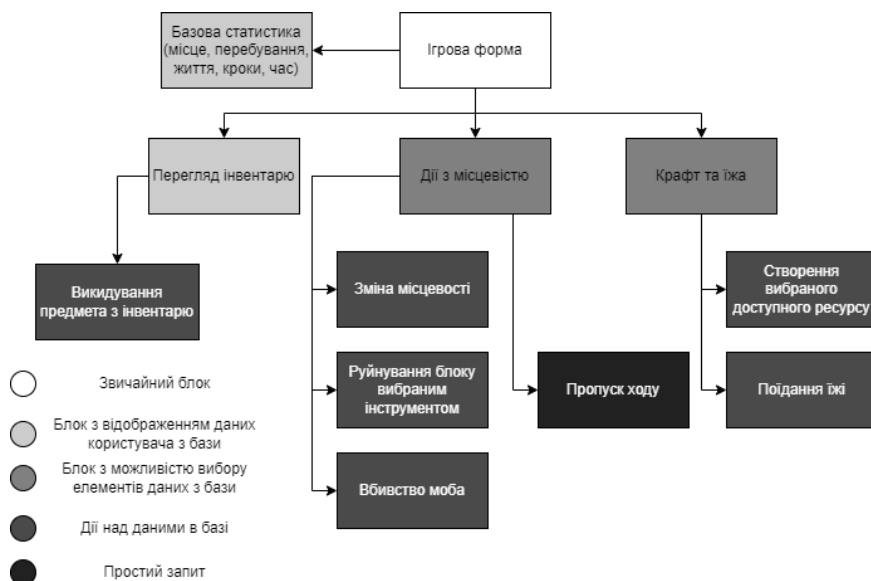 Базова статистика
(місце, перебування,
життя, кроки, час)
Ігрова форма
Перегляд інвентарю
Дії з місцевістю
Крафт та їжа
Викидування
предмета з інвентарю
Зміна місцевості
Створення
вибраного
доступного ресурсу
Руйнування блоку
вибраним
інструментом
Пропуск ходу
Поїдання їжі
Вбивство моба
Звичайний блок
Блок з відображенням даних
користувача з бази
Блок з можливістю вибору
елементів даних з бази
Дії над даними в базі
Простий запит